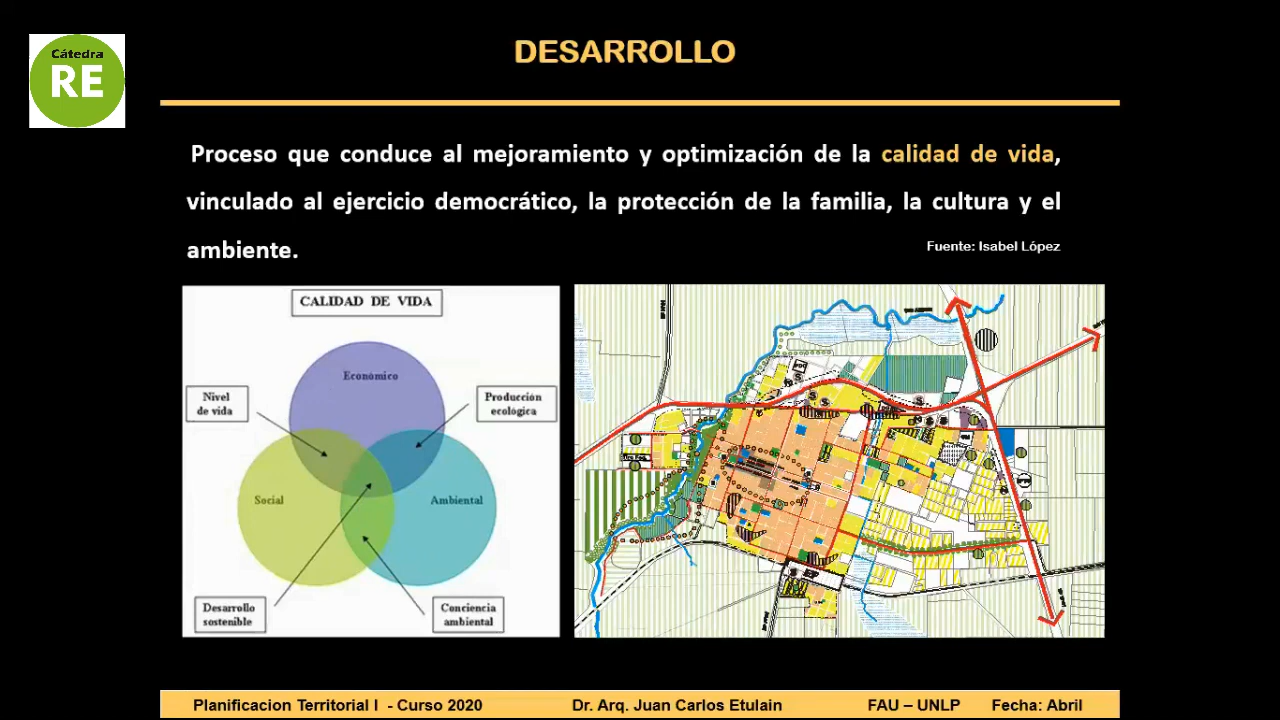 Cátedra
RE
DESARROLLO
Proceso que conduce al mejoramiento y optimización de la calidad de vida,
vinculado al ejercicio democrático, la protección de la familia, la cultura y el
ambiente.
Fuente: Isabel López
CALIDAD DE VIDA
Económico
Nivel
de vida
Producción
ecológica
Social
Ambiental
Desarrollo
sostenible
Conciencia
ambiental
Planificacion Territorial I - Curso 2020
Dr. Arq. Juan Carlos Etulain
FAU – UNLP
Fecha: Abril